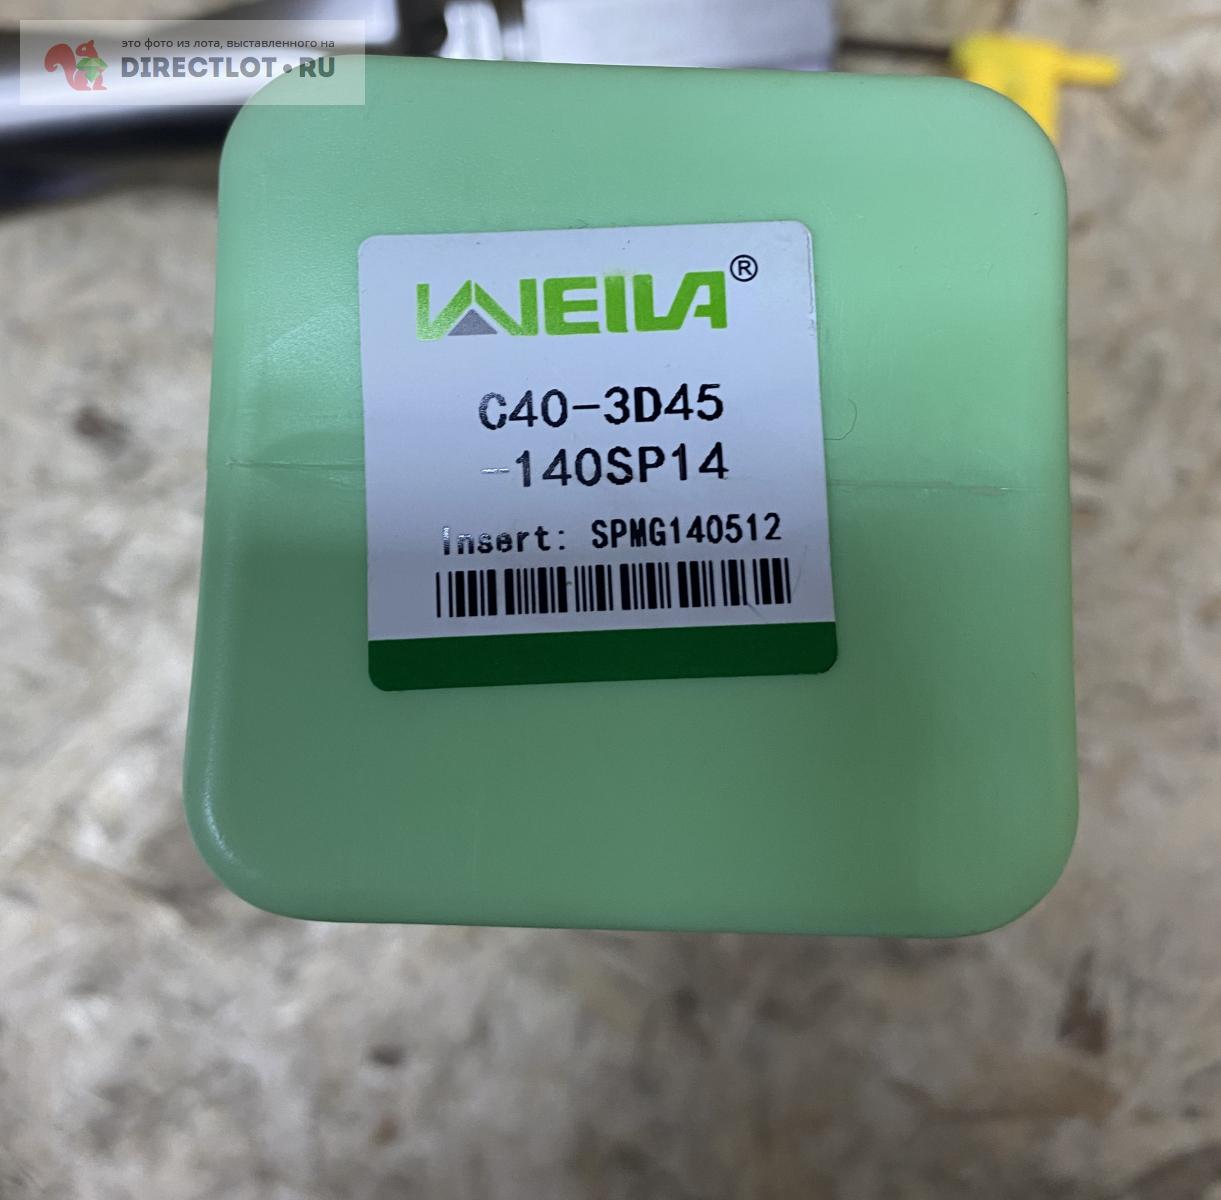 это фото из лота, выставленного на
DIRECTLOT•RU
WEILA®
C40-3D45
-140SP14
Insert: SPMG140512